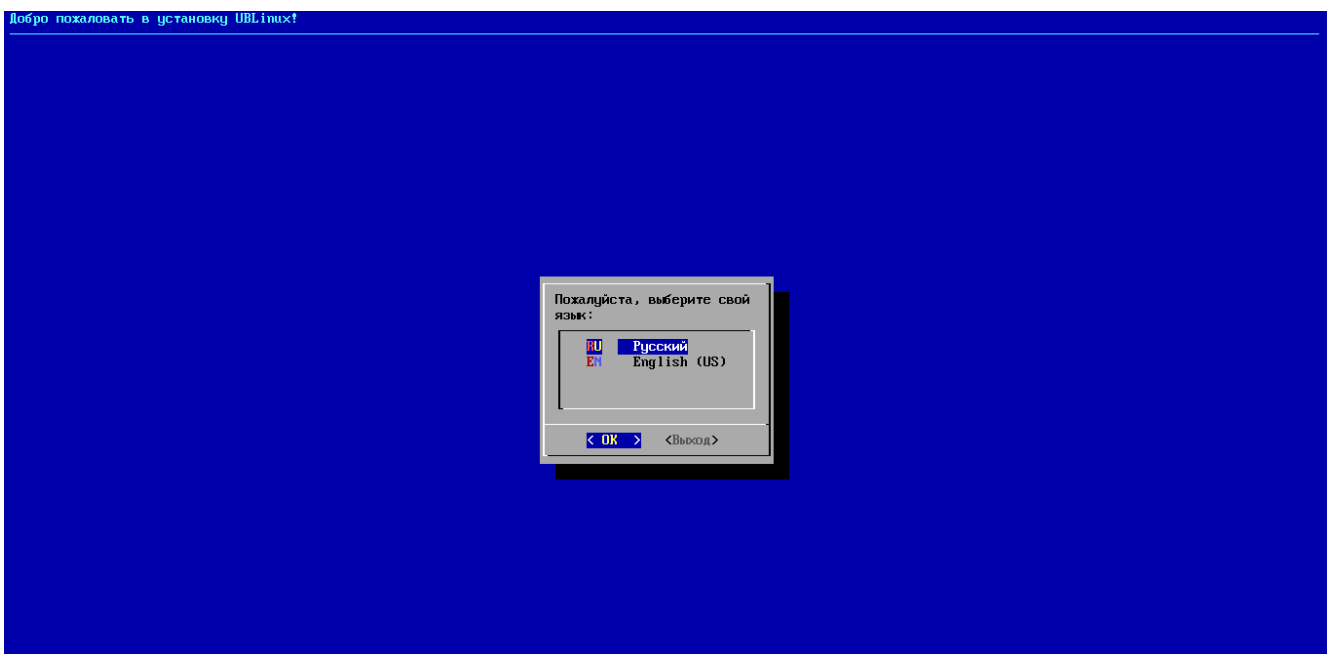 Добро пожаловать в установку UBLinux!
Пожалуйста, выберите свой
язык:
RU Русский
EN English (US)
< OK > <Выход>